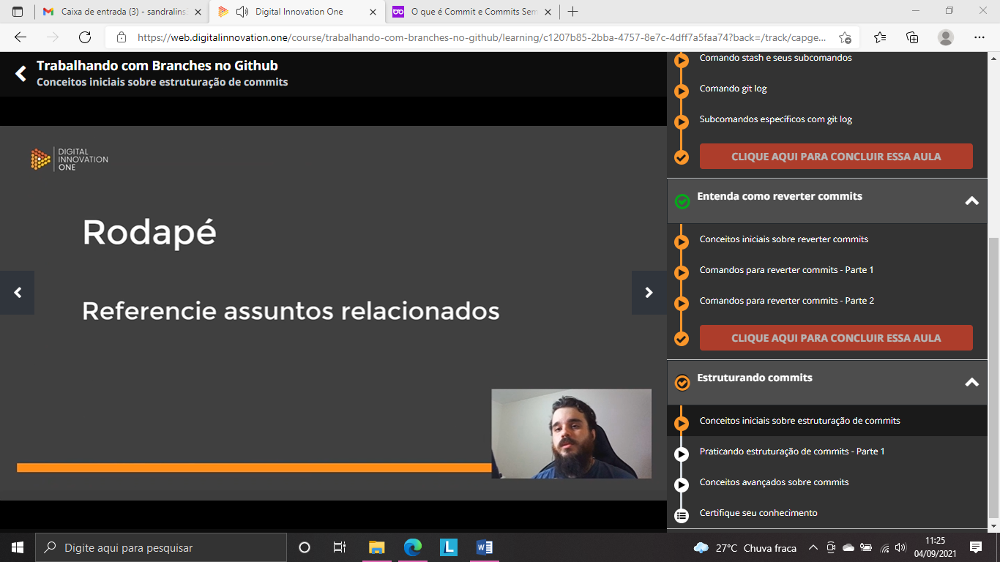 Caixa de entrada (3) - sandralins
Digital Innovation One
O que é Commit e Commits Sem
https://web.digitalinnovation.one/course/trabalhando-com-branches-no-github/learning/c1207b85-2bba-4757-8e7c-4dff7a5faa74?back=/track/capge...
Trabalhando com Branches no Github
Conceitos iniciais sobre estruturação de commits
DIGITAL
INNOVATION
ONE
Rodapé
Referencie assuntos relacionados
Comando stash e seus subcomandos
Comando git log
Subcomandos específicos com git log
CLIQUE AQUI PARA CONCLUIR ESSA AULA
Entenda como reverter commits
Conceitos iniciais sobre reverter commits
Comandos para reverter commits - Parte 1
Comandos para reverter commits - Parte 2
CLIQUE AQUI PARA CONCLUIR ESSA AULA
Estruturando commits
Conceitos iniciais sobre estruturação de commits
Praticando estruturação de commits - Parte 1
Conceitos avançados sobre commits
Certifique seu conhecimento
Digite aqui para pesquisar
L
W
27°C Chuva fraca
11:25
04/09/2021